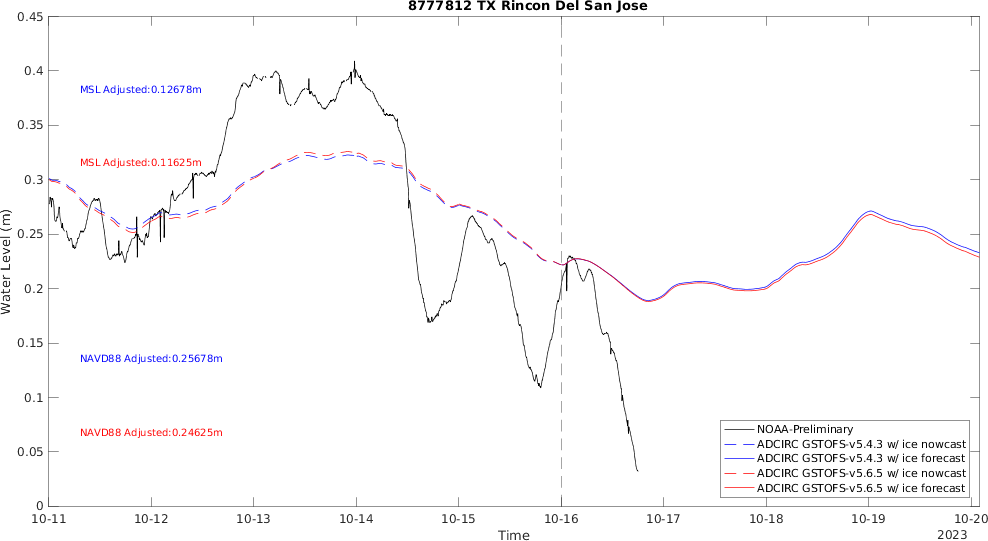 8777812 TX Rincon Del San Jose
0.45
0.4
0.35
0.3
0.25
0.2
0.15
0.1
0.05
0
Water Level (m)
MSL Adjusted:0.12678m
MSL Adjusted:0.11625m
NAVD88 Adjusted:0.25678m
NAVD88 Adjusted:0.24625m
NOAA-Preliminary
ADCIRC GSTOFS-v5.4.3 w/ ice nowcast
ADCIRC GSTOFS-v5.4.3 w/ ice forecast
ADCIRC GSTOFS-v5.6.5 w/ ice nowcast
ADCIRC GSTOFS-v5.6.5 w/ ice forecast
10-11 10-12 10-13 10-14 10-15 10-16 10-17 10-18 10-19 10-20
Time
2023